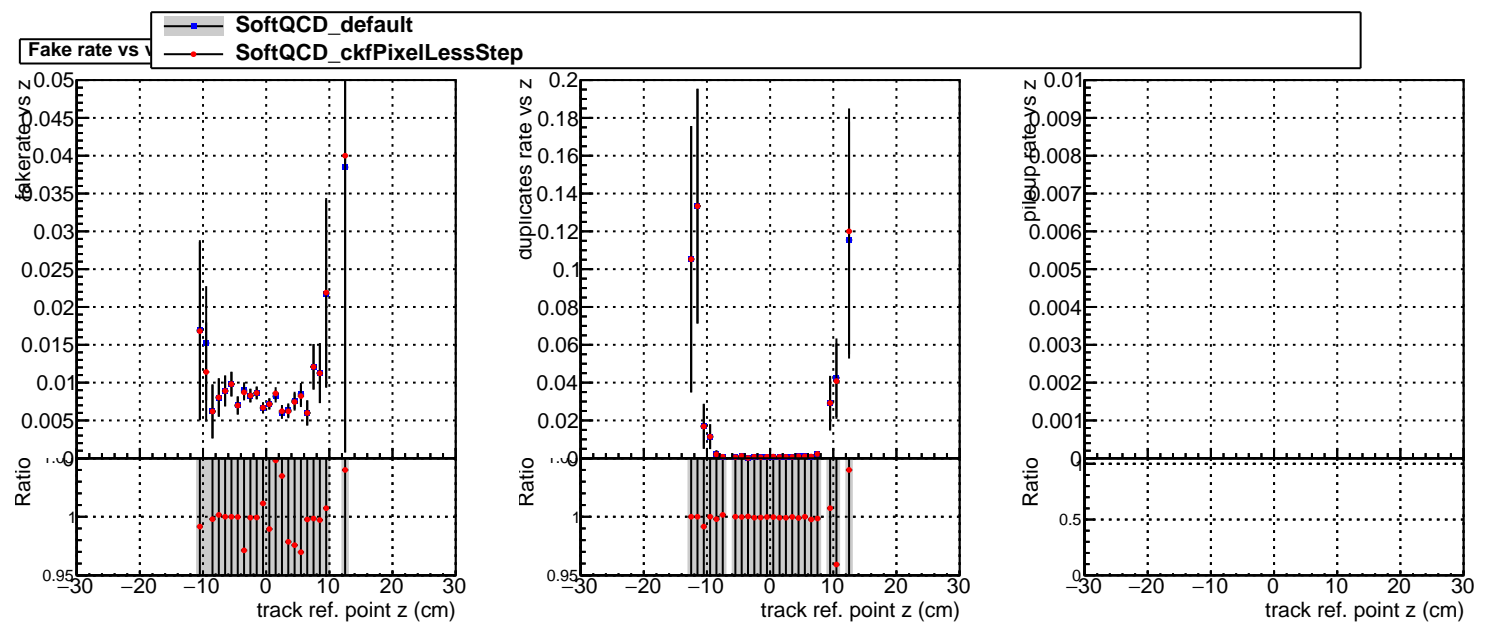 SoftQCD_default
SoftQCD_ckfPixelLessStep
Fake rate vs v
fakerate vs z
0.05
0.045
0.04
0.035
0.03
0.025
0.02
0.015
0.01
0.005
0
Ratio
1
0.95
−30 −20 −10 0 10 20 30
track ref. point z (cm)
duplicates rate vs z
0.2
0.18
0.16
0.14
0.12
0.1
0.08
0.06
0.04
0.02
0
Ratio
1
0.95
−30 −20 −10 0 10 20 30
track ref. point z (cm)
pileup rate vs z
0.01
0.009
0.008
0.007
0.006
0.005
0.004
0.003
0.002
0.001
0
Ratio
0.5
0
−30 −20 −10 0 10 20 30
track ref. point z (cm)